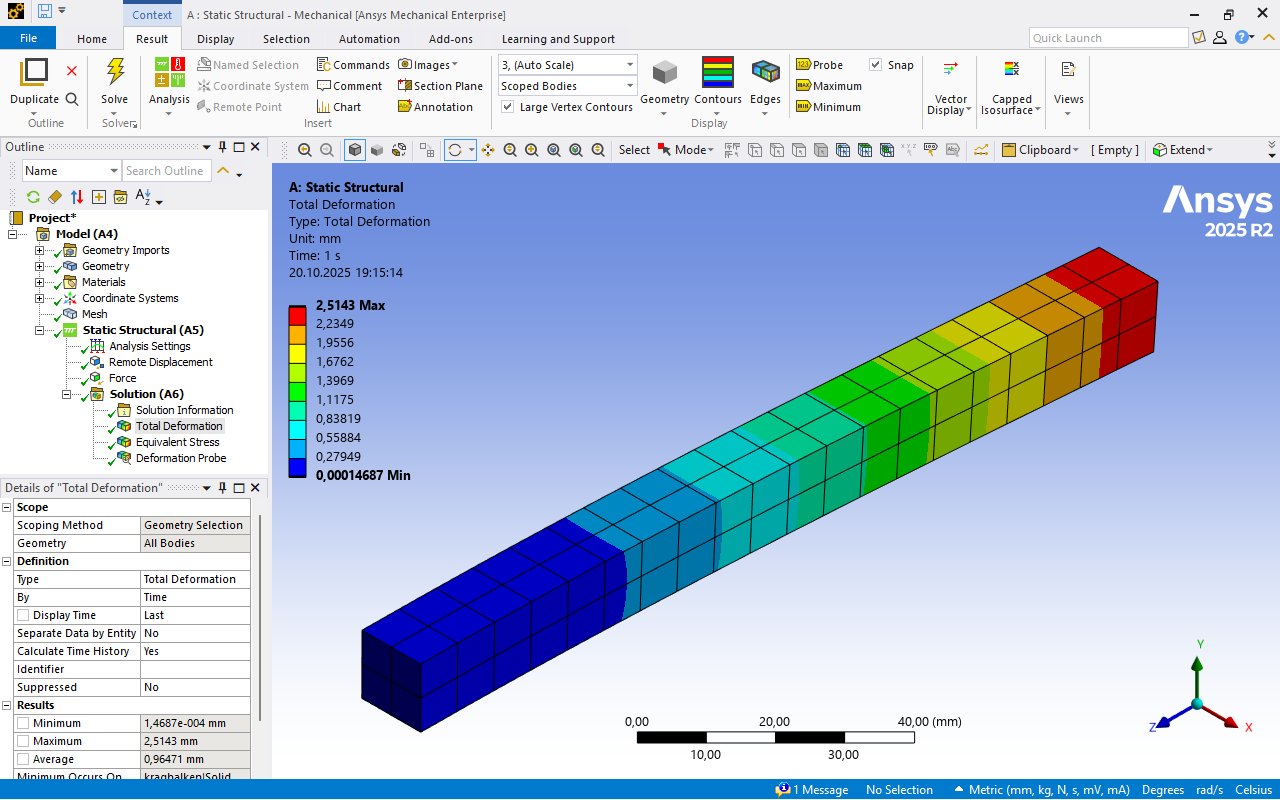 Context
A : Static Structural - Mechanical [Ansys Mechanical Enterprise]
File Home Result Display Selection Automation Add-ons Learning and Support
Quick Launch
Duplicate
Outline
Solve
Solver
Analysis
Named Selection
Coordinate System
Remote Point
Commands
Comment
Chart
Images
Section Plane
Annotation
Insert
3, (Auto Scale)
Scoped Bodies
Large Vertex Contours
Geometry
Contours
Edges
Display
Probe
Maximum
Minimum
Snap
Vector
Display
Capped
Isosurface
Views
Outline
Name Search Outline
Select Mode Clipboard [ Empty ] Extend
Project*
Model (A4)
Geometry Imports
Geometry
Materials
Coordinate Systems
Mesh
Static Structural (A5)
Analysis Settings
Remote Displacement
Force
Solution (A6)
Solution Information
Total Deformation
Equivalent Stress
Deformation Probe
Details of "Total Deformation"
Scope
Scoping Method Geometry Selection
Geometry All Bodies
Definition
Type Total Deformation
By Time
Display Time Last
Separate Data by Entity No
Calculate Time History Yes
Identifier
Suppressed No
Results
Minimum 1,4687e-004 mm
Maximum 2,5143 mm
Average 0,96471 mm
Minimum Occurs On kragbalken|Solid
A: Static Structural
Total Deformation
Type: Total Deformation
Unit: mm
Time: 1 s
20.10.2025 19:15:14
2,5143 Max
2,2349
1,9556
1,6762
1,3969
1,1175
0,83819
0,55884
0,27949
0,00014687 Min
Ansys
2025 R2
0,00 20,00 40,00 (mm)
10,00 30,00
Y
Z X
1 Message No Selection Metric (mm, kg, N, s, mV, mA) Degrees rad/s Celsius